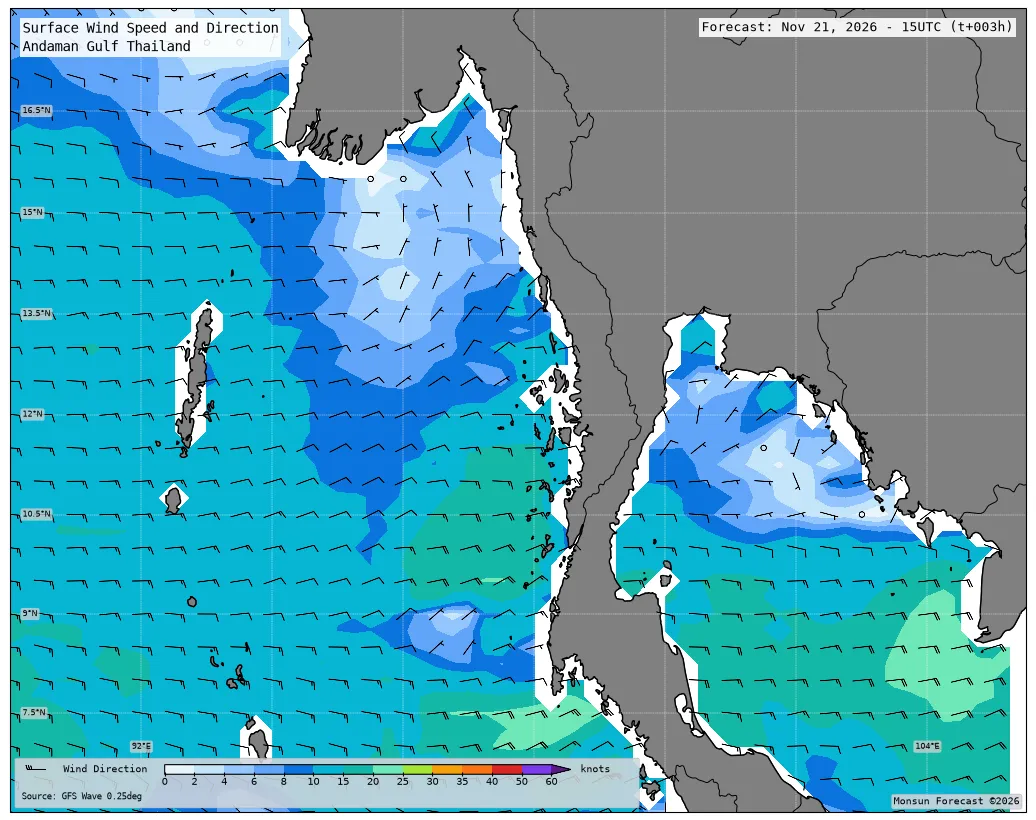 Surface Wind Speed and Direction
Andaman Gulf Thailand
Forecast: Nov 21, 2026 - 15UTC (t+003h)
16.5°N
15°N
13.5°N
12°N
10.5°N
9°N
7.5°N
92°E
104°E
Wind Direction
0 2 4 6 8 10 15 20 25 30 35 40 50 60
knots
Source: GFS Wave 0.25deg
Monsun Forecast ©2026